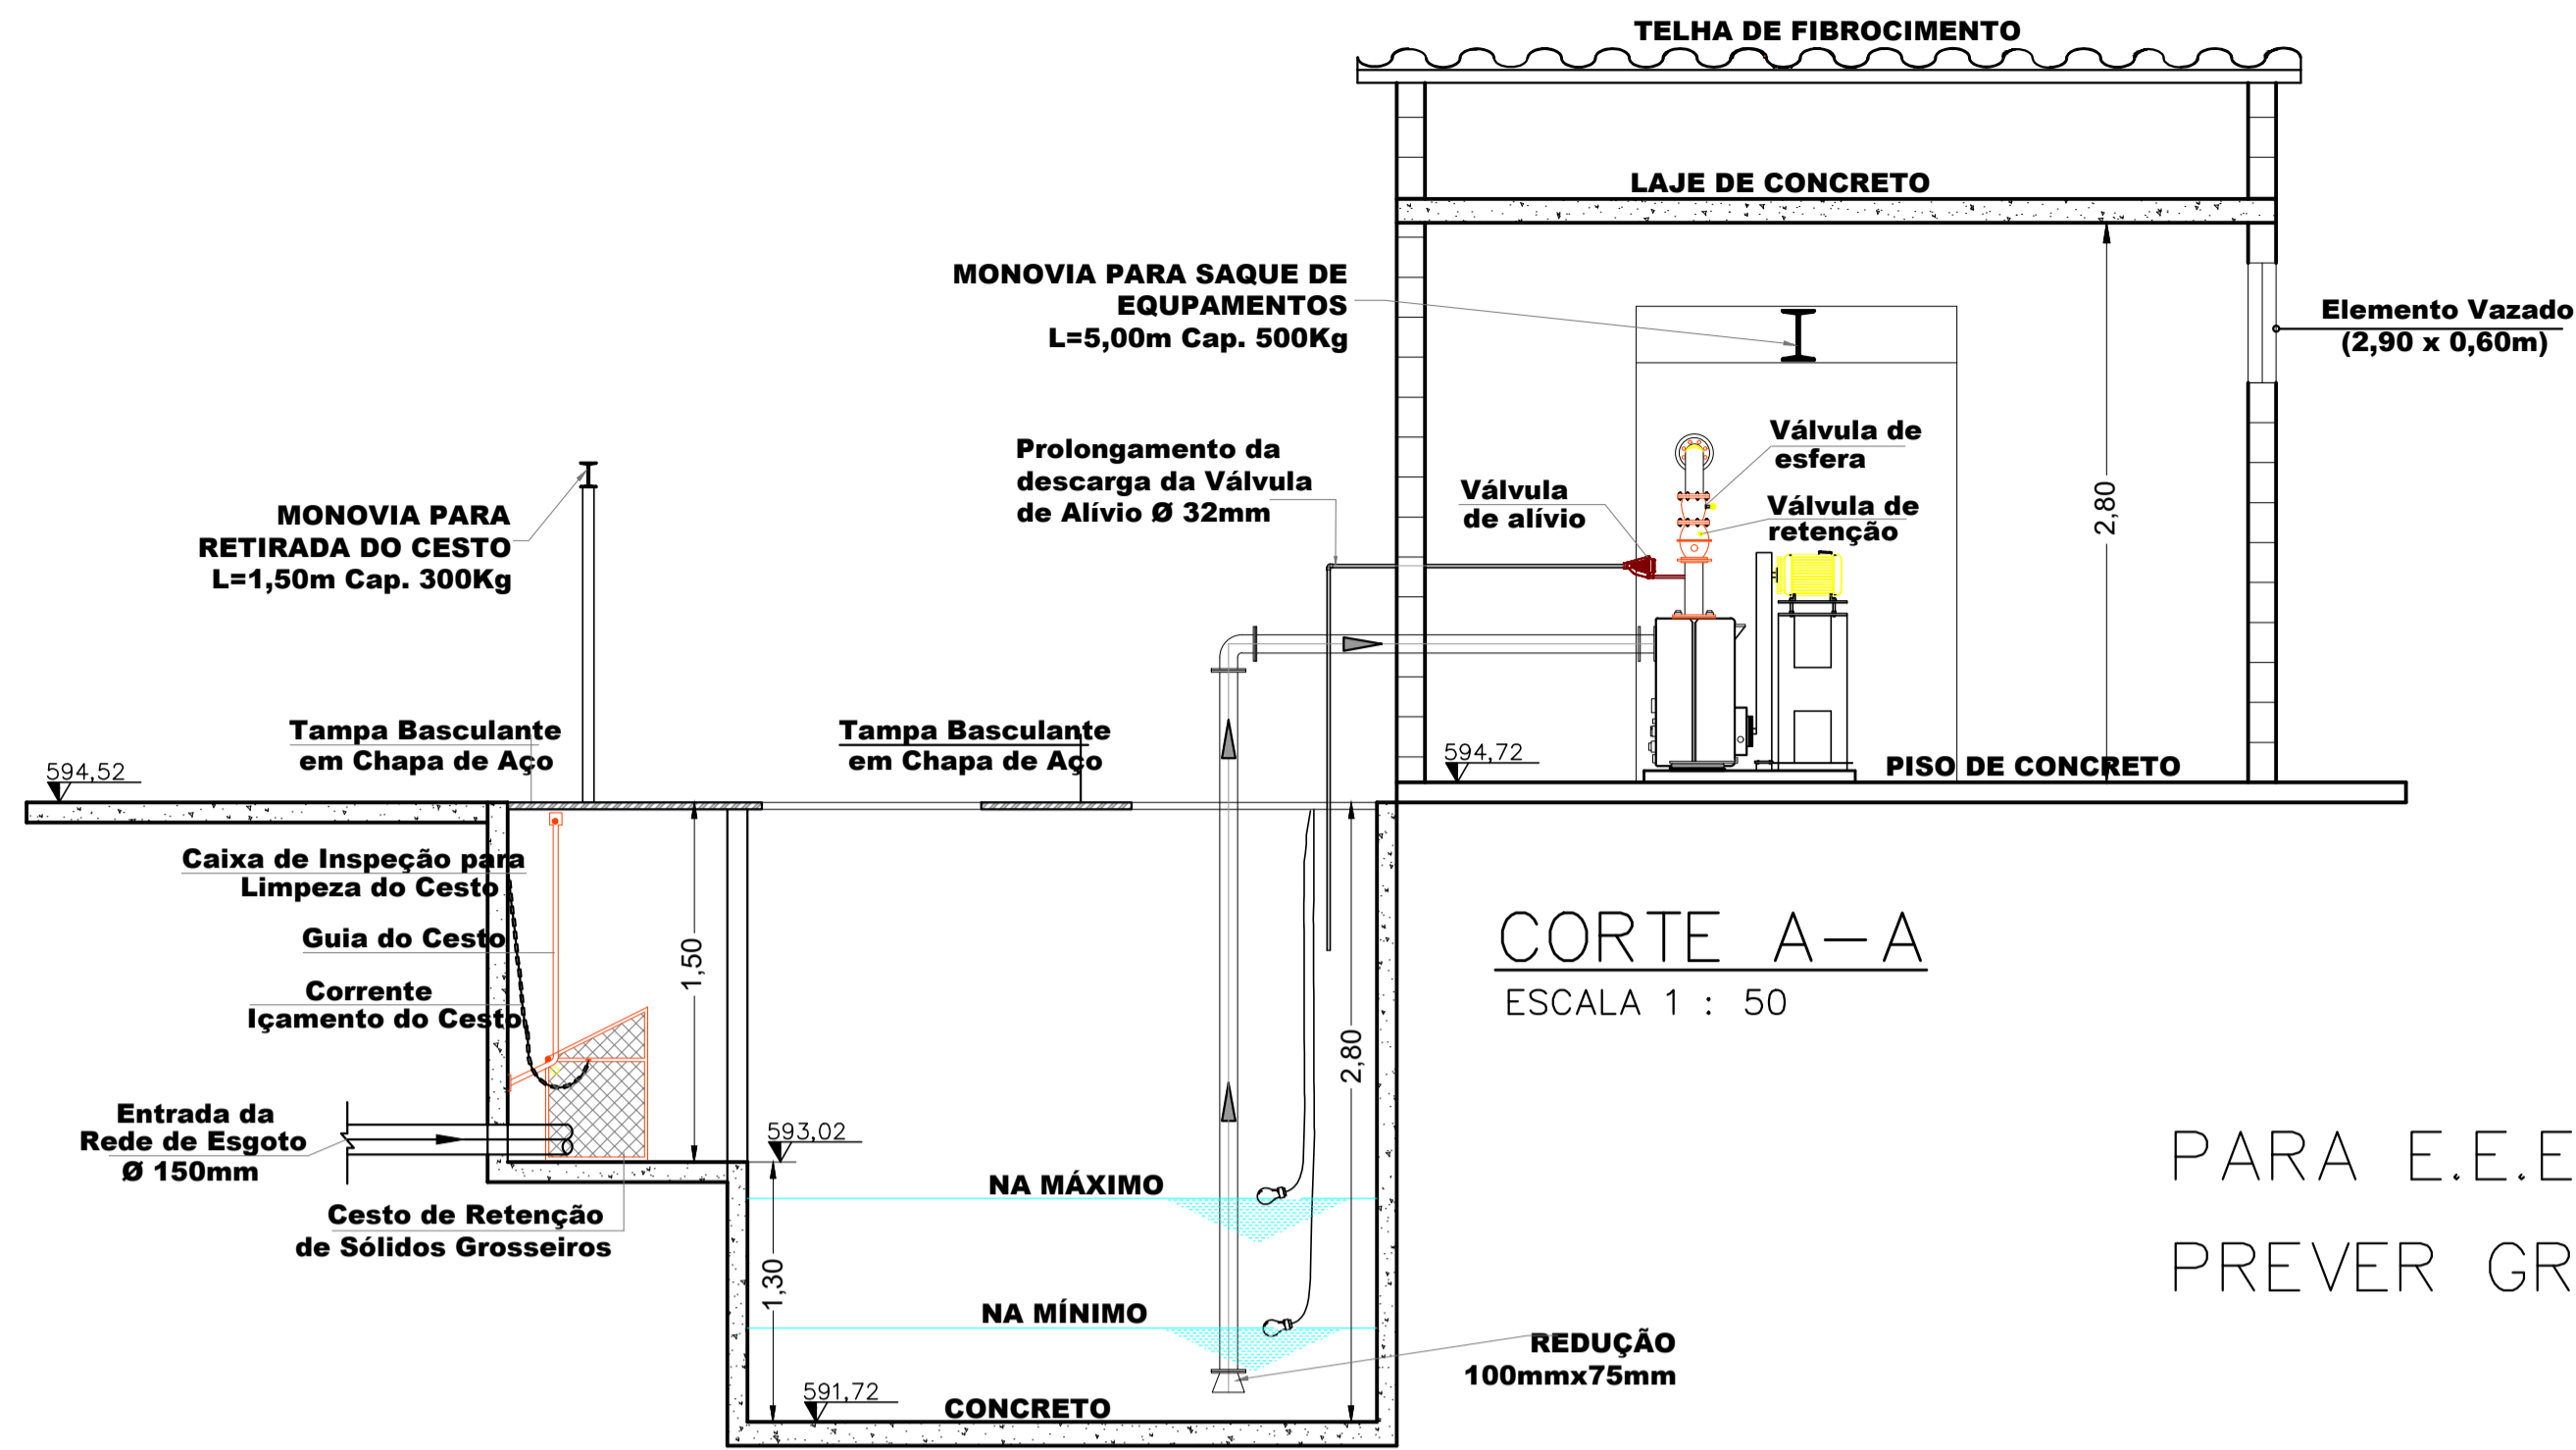 TELHA DE FIBROCIMENTO
LAJE DE CONCRETO
MONOVIA PARA SAQUE DE
EQUPAMENTOS
L=5,00m Cap. 500Kg
Elemento Vazado
(2,90 x 0,60m)
Prolongamento da
descarga da Válvula
de Alívio Ø 32mm
Válvula
de alívio
Válvula de
esfera
Válvula de
retenção
2,80
MONOVIA PARA
RETIRADA DO CESTO
L=1,50m Cap. 300Kg
Tampa Basculante
em Chapa de Aço
Tampa Basculante
em Chapa de Aço
594,52
594,72
PISO DE CONCRETO
Caixa de Inspeção para
Limpeza do Cesto
Guia do Cesto
Corrente
Içamento do Cesto
1,50
2,80
CORTE A-A
ESCALA 1 : 50
Entrada da
Rede de Esgoto
Ø 150mm
593,02
Cesto de Retenção
de Sólidos Grosseiros
NA MÁXIMO
1,30
NA MÍNIMO
REDUÇÃO
100mmx75mm
591,72
CONCRETO
PARA E.E.E
PREVER GR